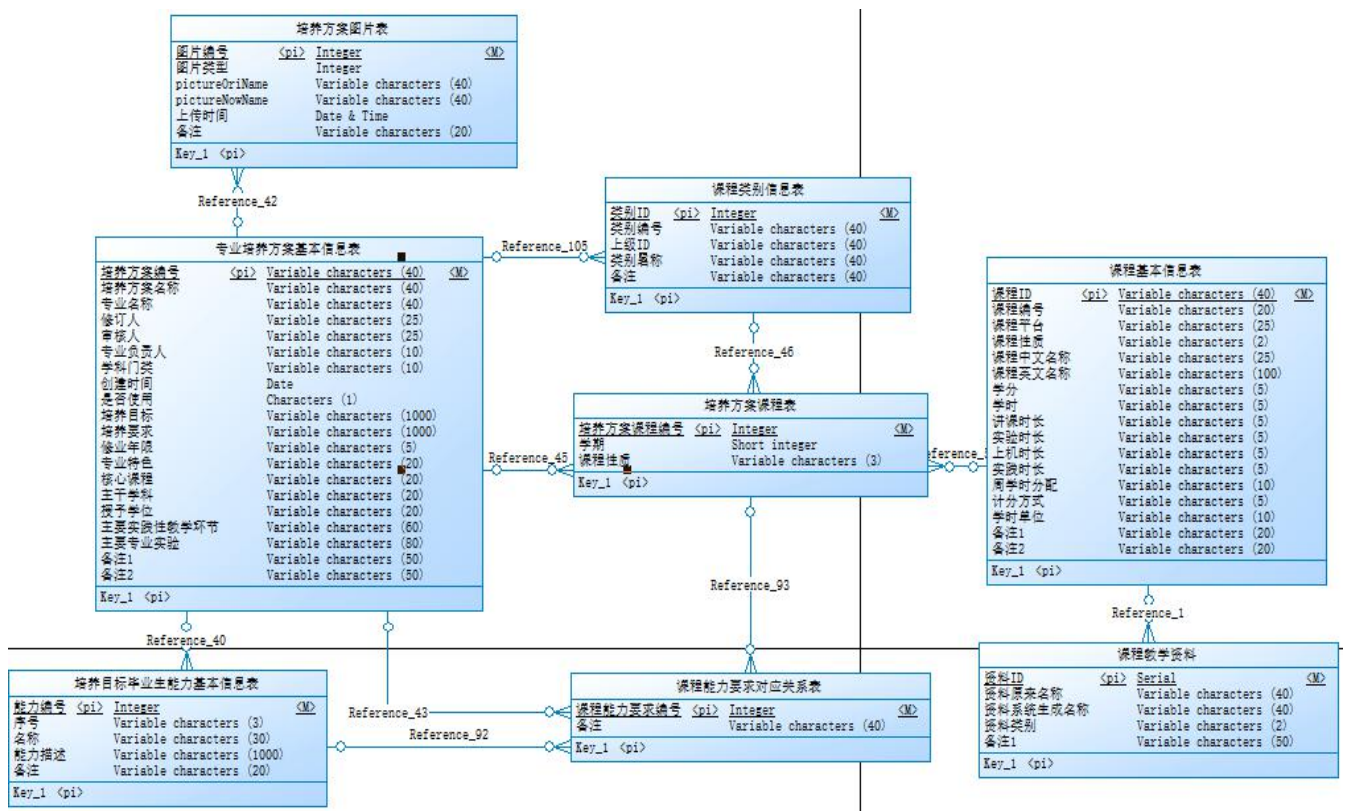 培养方案图片表
图片编号 <pi> Integer <M>
图片类型 Integer
pictureOriName Variable characters (40)
pictureNowName Variable characters (40)
上传时间 Date & Time
备注 Variable characters (20)
Key_1 <pi>
Reference_42
专业培养方案基本信息表
培养方案编号 <pi> Variable characters (40) <M>
培养方案名称 Variable characters (40)
专业名称 Variable characters (40)
修订人 Variable characters (25)
审核人 Variable characters (25)
专业负责人 Variable characters (10)
学科门类 Variable characters (10)
创建时间 Date
是否使用 Characters (1)
培养目标 Variable characters (1000)
培养要求 Variable characters (1000)
修业年限 Variable characters (5)
专业特色 Variable characters (20)
核心课程 Variable characters (20)
主干学科 Variable characters (20)
授予学位 Variable characters (20)
主要实践性教学环节 Variable characters (60)
主要专业实验 Variable characters (80)
备注1 Variable characters (50)
备注2 Variable characters (50)
Key_1 <pi>
Reference_105
课程类别信息表
类别ID <pi> Integer <M>
类别编号 Variable characters (40)
上级ID Variable characters (40)
类别名称 Variable characters (40)
备注 Variable characters (40)
Key_1 <pi>
Reference_46
Reference_45
培养方案课程表
培养方案课程编号 <pi> Integer <M>
学期 Short integer
课程性质 Variable characters (3)
Key_1 <pi>
课程基本信息表
课程ID <pi> Variable characters (40) <M>
课程编号 Variable characters (20)
课程平台 Variable characters (25)
课程性质 Variable characters (2)
课程中文名称 Variable characters (25)
课程英文名称 Variable characters (100)
学分 Variable characters (5)
学时 Variable characters (5)
讲课时长 Variable characters (5)
实验时长 Variable characters (5)
上机时长 Variable characters (5)
实践时长 Variable characters (5)
周学时分配 Variable characters (10)
计分方式 Variable characters (5)
学时单位 Variable characters (10)
备注1 Variable characters (20)
备注2 Variable characters (20)
Key_1 <pi>
Reference_1
Reference_93
Reference_40
培养目标毕业生能力基本信息表
能力编号 <pi> Integer <M>
序号 Variable characters (3)
名称 Variable characters (30)
能力描述 Variable characters (1000)
备注 Variable characters (20)
Key_1 <pi>
Reference_43
Reference_92
课程能力要求对应关系表
课程能力要求编号 <pi> Integer <M>
备注 Variable characters (40)
Key_1 <pi>
课程教学资料
资料ID <pi> Serial <M>
资料原来名称 Variable characters (40)
资料系统生成名称 Variable characters (40)
资料类别 Variable characters (2)
备注1 Variable characters (50)
Key_1 <pi>